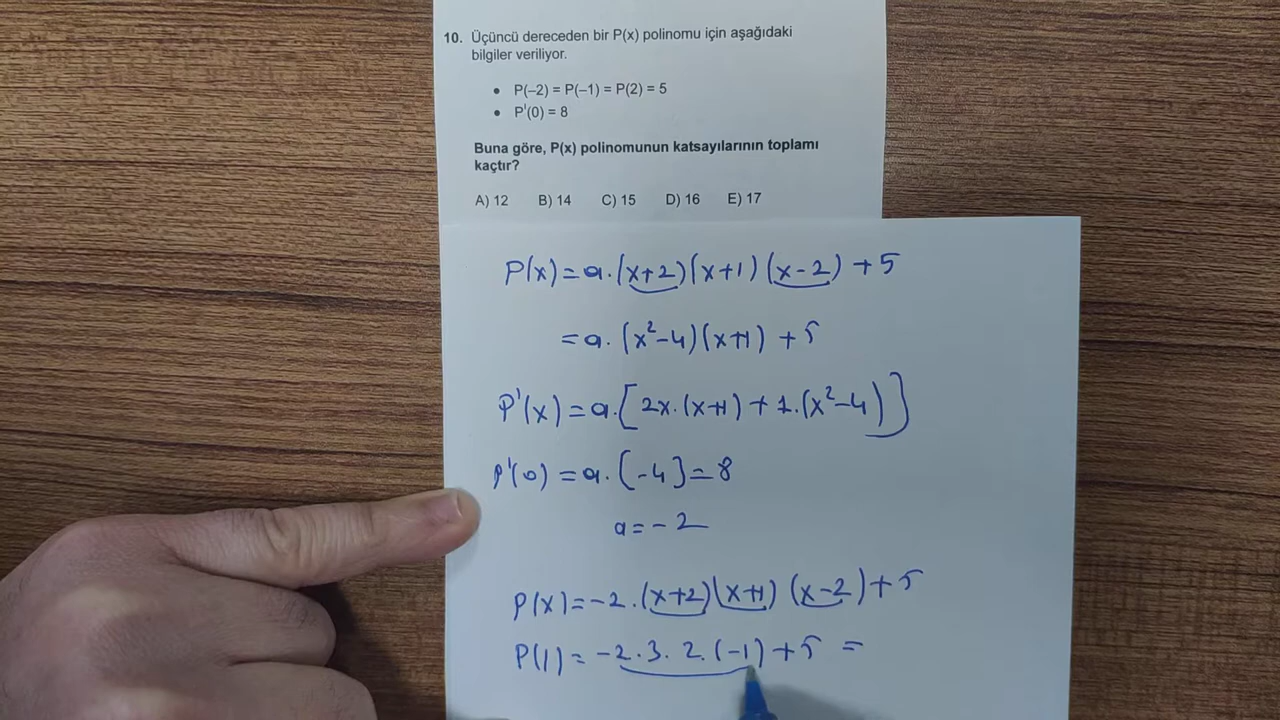 10. Üçüncü dereceden bir P(x) polinomu için aşağıdaki
bilgiler veriliyor.
• P(–2) = P(–1) = P(2) = 5
• P'(0) = 8
Buna göre, P(x) polinomunun katsayılarının toplamı
kaçtır?
A) 12 B) 14 C) 15 D) 16 E) 17
P(x) = a.(x+2)(x+1)(x-2) + 5
= a.(x²-4)(x+1) + 5
P'(x) = a.[2x.(x+1) + 1.(x²-4)]
P'(0) = a.[-4] = 8
a = -2
P(x) = -2.(x+2)(x+1)(x-2) + 5
P(1) = -2.3.2.(-1) + 5 =